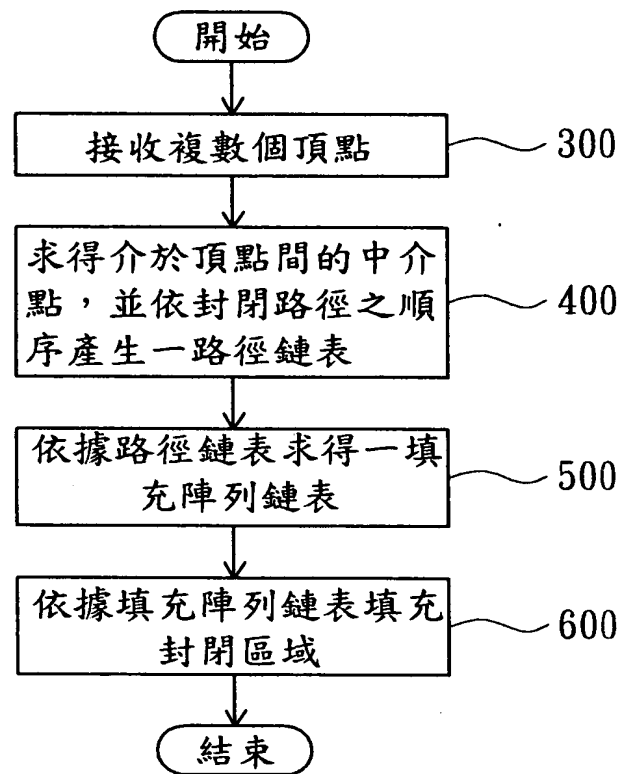 開始
接收複數個頂點
300
求得介於頂點間的中介
點，並依封閉路徑之順
序產生一路徑鏈表
400
依據路徑鏈表求得一填
充陣列鏈表
500
依據填充陣列鏈表填充
封閉區域
600
結束